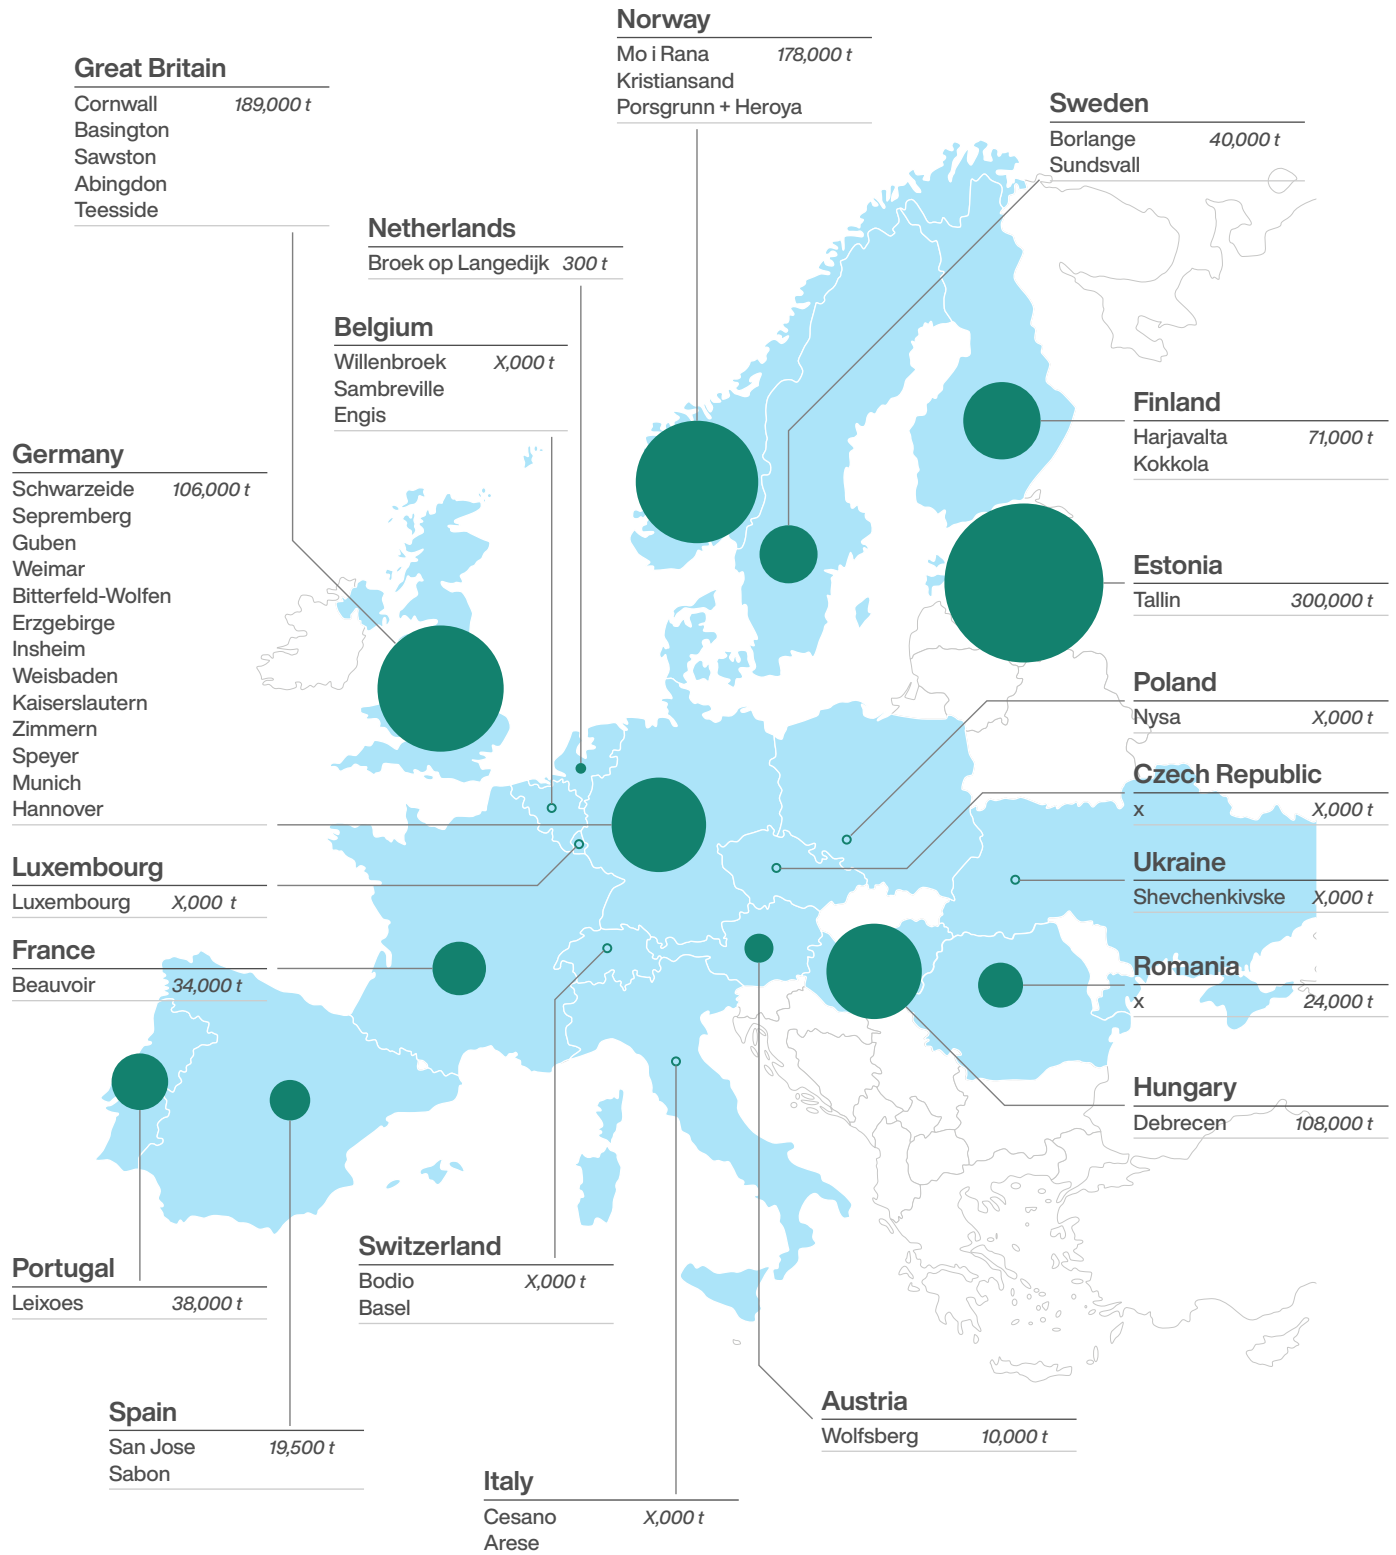 Norway
Mo i Rana 178,000 t
Kristiansand
Porsgrunn + Heroya
Great Britain
Cornwall 189,000 t
Basington
Sawston
Abingdon
Teesside
Sweden
Borlange 40,000 t
Sundsvall
Netherlands
Broek op Langedijk 300 t
Belgium
Willenbroek X,000 t
Sambreville
Engis
Finland
Harjavalta 71,000 t
Kokkola
Germany
Schwarzeide 106,000 t
Sepremberg
Guben
Weimar
Bitterfeld-Wolfen
Erzgebirge
Insheim
Weisbaden
Kaiserslautern
Zimmern
Speyer
Munich
Hannover
Estonia
Tallin 300,000 t
Poland
Nysa X,000 t
Czech Republic
x X,000 t
Ukraine
Shevchenkivske X,000 t
Luxembourg
Luxembourg X,000 t
France
Beauvoir 34,000 t
Romania
x 24,000 t
Hungary
Debrecen 108,000 t
Portugal
Leixoes 38,000 t
Switzerland
Bodio X,000 t
Basel
Spain
San Jose 19,500 t
Sabon
Austria
Wolfsberg 10,000 t
Italy
Cesano X,000 t
Arese